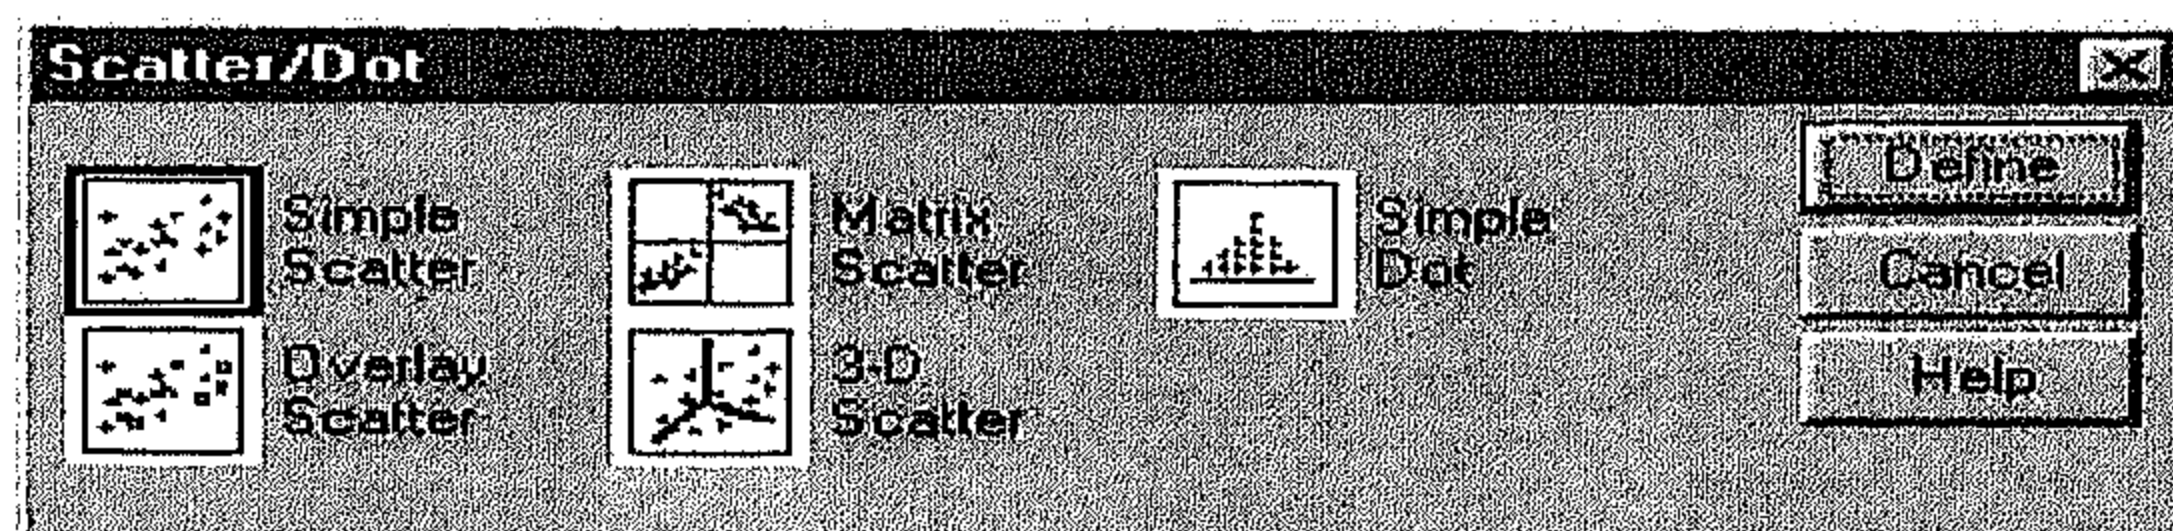 Scatter/Dot
Simple
Scatter
Matrix
Scatter
Simple
Dot
Overlay
Scatter
3-D
Scatter
Define
Cancel
Help